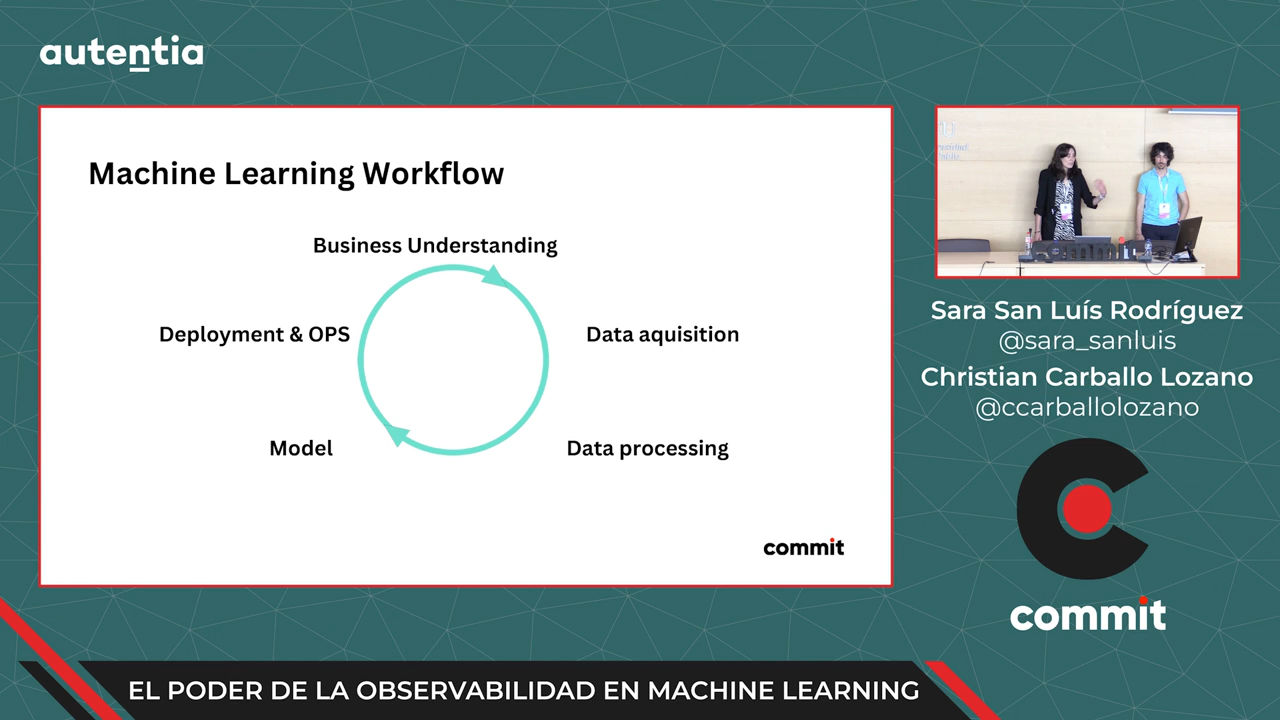 autentia
Machine Learning Workflow
Business Understanding
Deployment & OPS
Data aquisition
Model
Data processing
commit
Sara San Luís Rodríguez
@sara_sanluis
Christian Carballo Lozano
@ccarballolozano
commit
EL PODER DE LA OBSERVABILIDAD EN MACHINE LEARNING